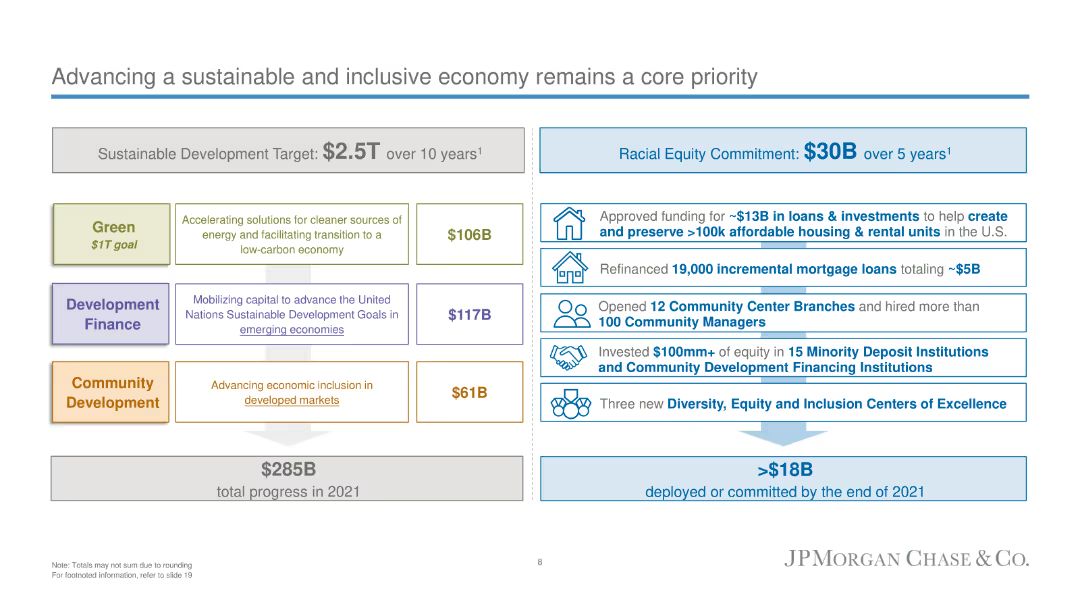 Advancing a sustainable and inclusive economy remains a core priority
Sustainable Development Target: $2.5T over 10 years¹
Green
$1T goal
Accelerating solutions for cleaner sources of
energy and facilitating transition to a
low-carbon economy
$106B
Development
Finance
Mobilizing capital to advance the United
Nations Sustainable Development Goals in
emerging economies
$117B
Community
Development
Advancing economic inclusion in
developed markets
$61B
$285B
total progress in 2021
Racial Equity Commitment: $30B over 5 years¹
Approved funding for ~$13B in loans & investments to help create
and preserve >100k affordable housing & rental units in the U.S.
Refinanced 19,000 incremental mortgage loans totaling ~$5B
Opened 12 Community Center Branches and hired more than
100 Community Managers
Invested $100mm+ of equity in 15 Minority Deposit Institutions
and Community Development Financing Institutions
Three new Diversity, Equity and Inclusion Centers of Excellence
>$18B
deployed or committed by the end of 2021
Note: Totals may not sum due to rounding
For footnoted information, refer to slide 19
8
JPMORGAN CHASE & CO.